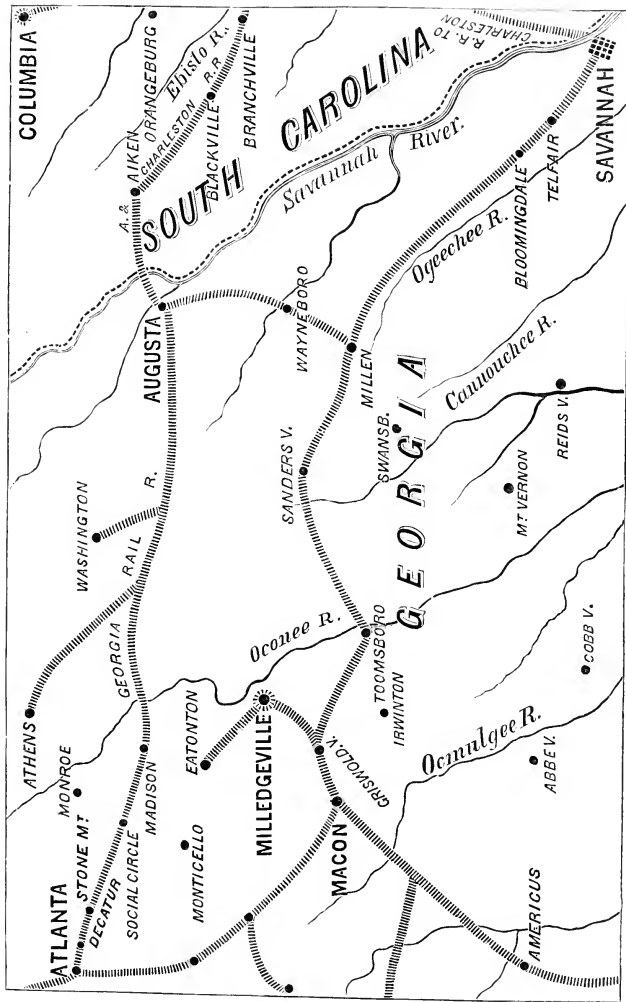 COLUMBIA
ORANGEBURG
Ebisto R.
AIKEN
A. &
CHARLESTON R.R
BLACKVILLE
BRANCHVILLE
R.R. TO
CHARLESTON
SOUTH CAROLINA
Savannah River.
SAVANNAH
TELFAIR
BLOOMINGDALE
Ogeechee R.
AUGUSTA
WAYNEBORO
MILLEN
Cannouchee R.
WASHINGTON
GEORGIA RAIL R.
SANDERS V.
SWANSB.
REIDS V.
MT VERNON
GEORGIA
ATHENS
MONROE
Oconee R.
TOOMSBORO
IRWINTON
COBB V.
ATLANTA
STONE MT
DECATUR
SOCIAL CIRCLE
MADISON
EATONTON
MILLEDGEVILLE
GRISWOLD.V.
Ocmulgee R.
ABBE V.
MONTICELLO
MACON
AMERICUS